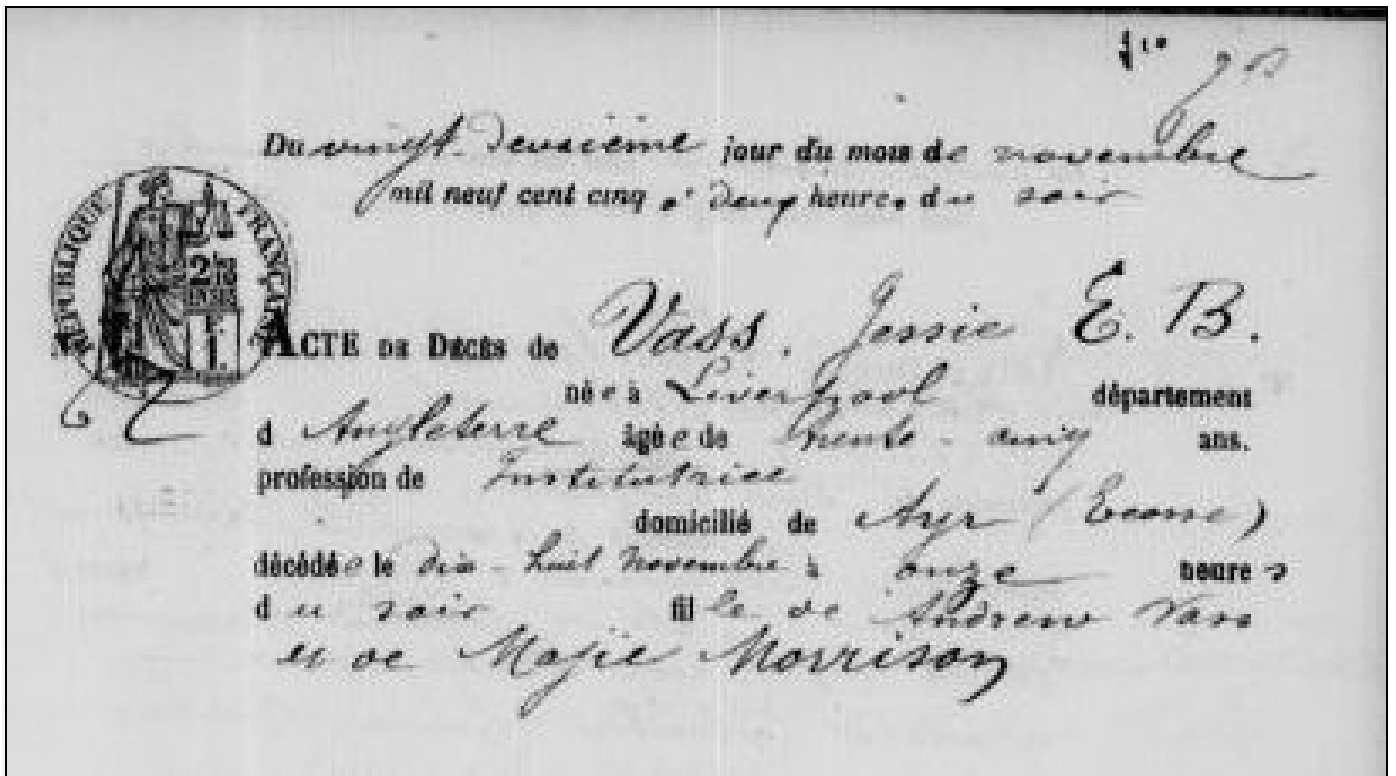 fio
Du vingt-deuxième jour du mois de novembre
mil neuf cent cinq à deux heures du soir
RÉPUBLIQUE FRANÇAISE
ACTE DE DÉCÈS de Vass, Jessie E. B.
née à Liverpool département
d Angleterre âgée de trente-cinq ans.
profession de Institutrice
domicilié de Ayr (Ecosse)
décédée le dix-huit novembre à onze heures
du soir fille de Andrew Vass
et de Majie Morrison